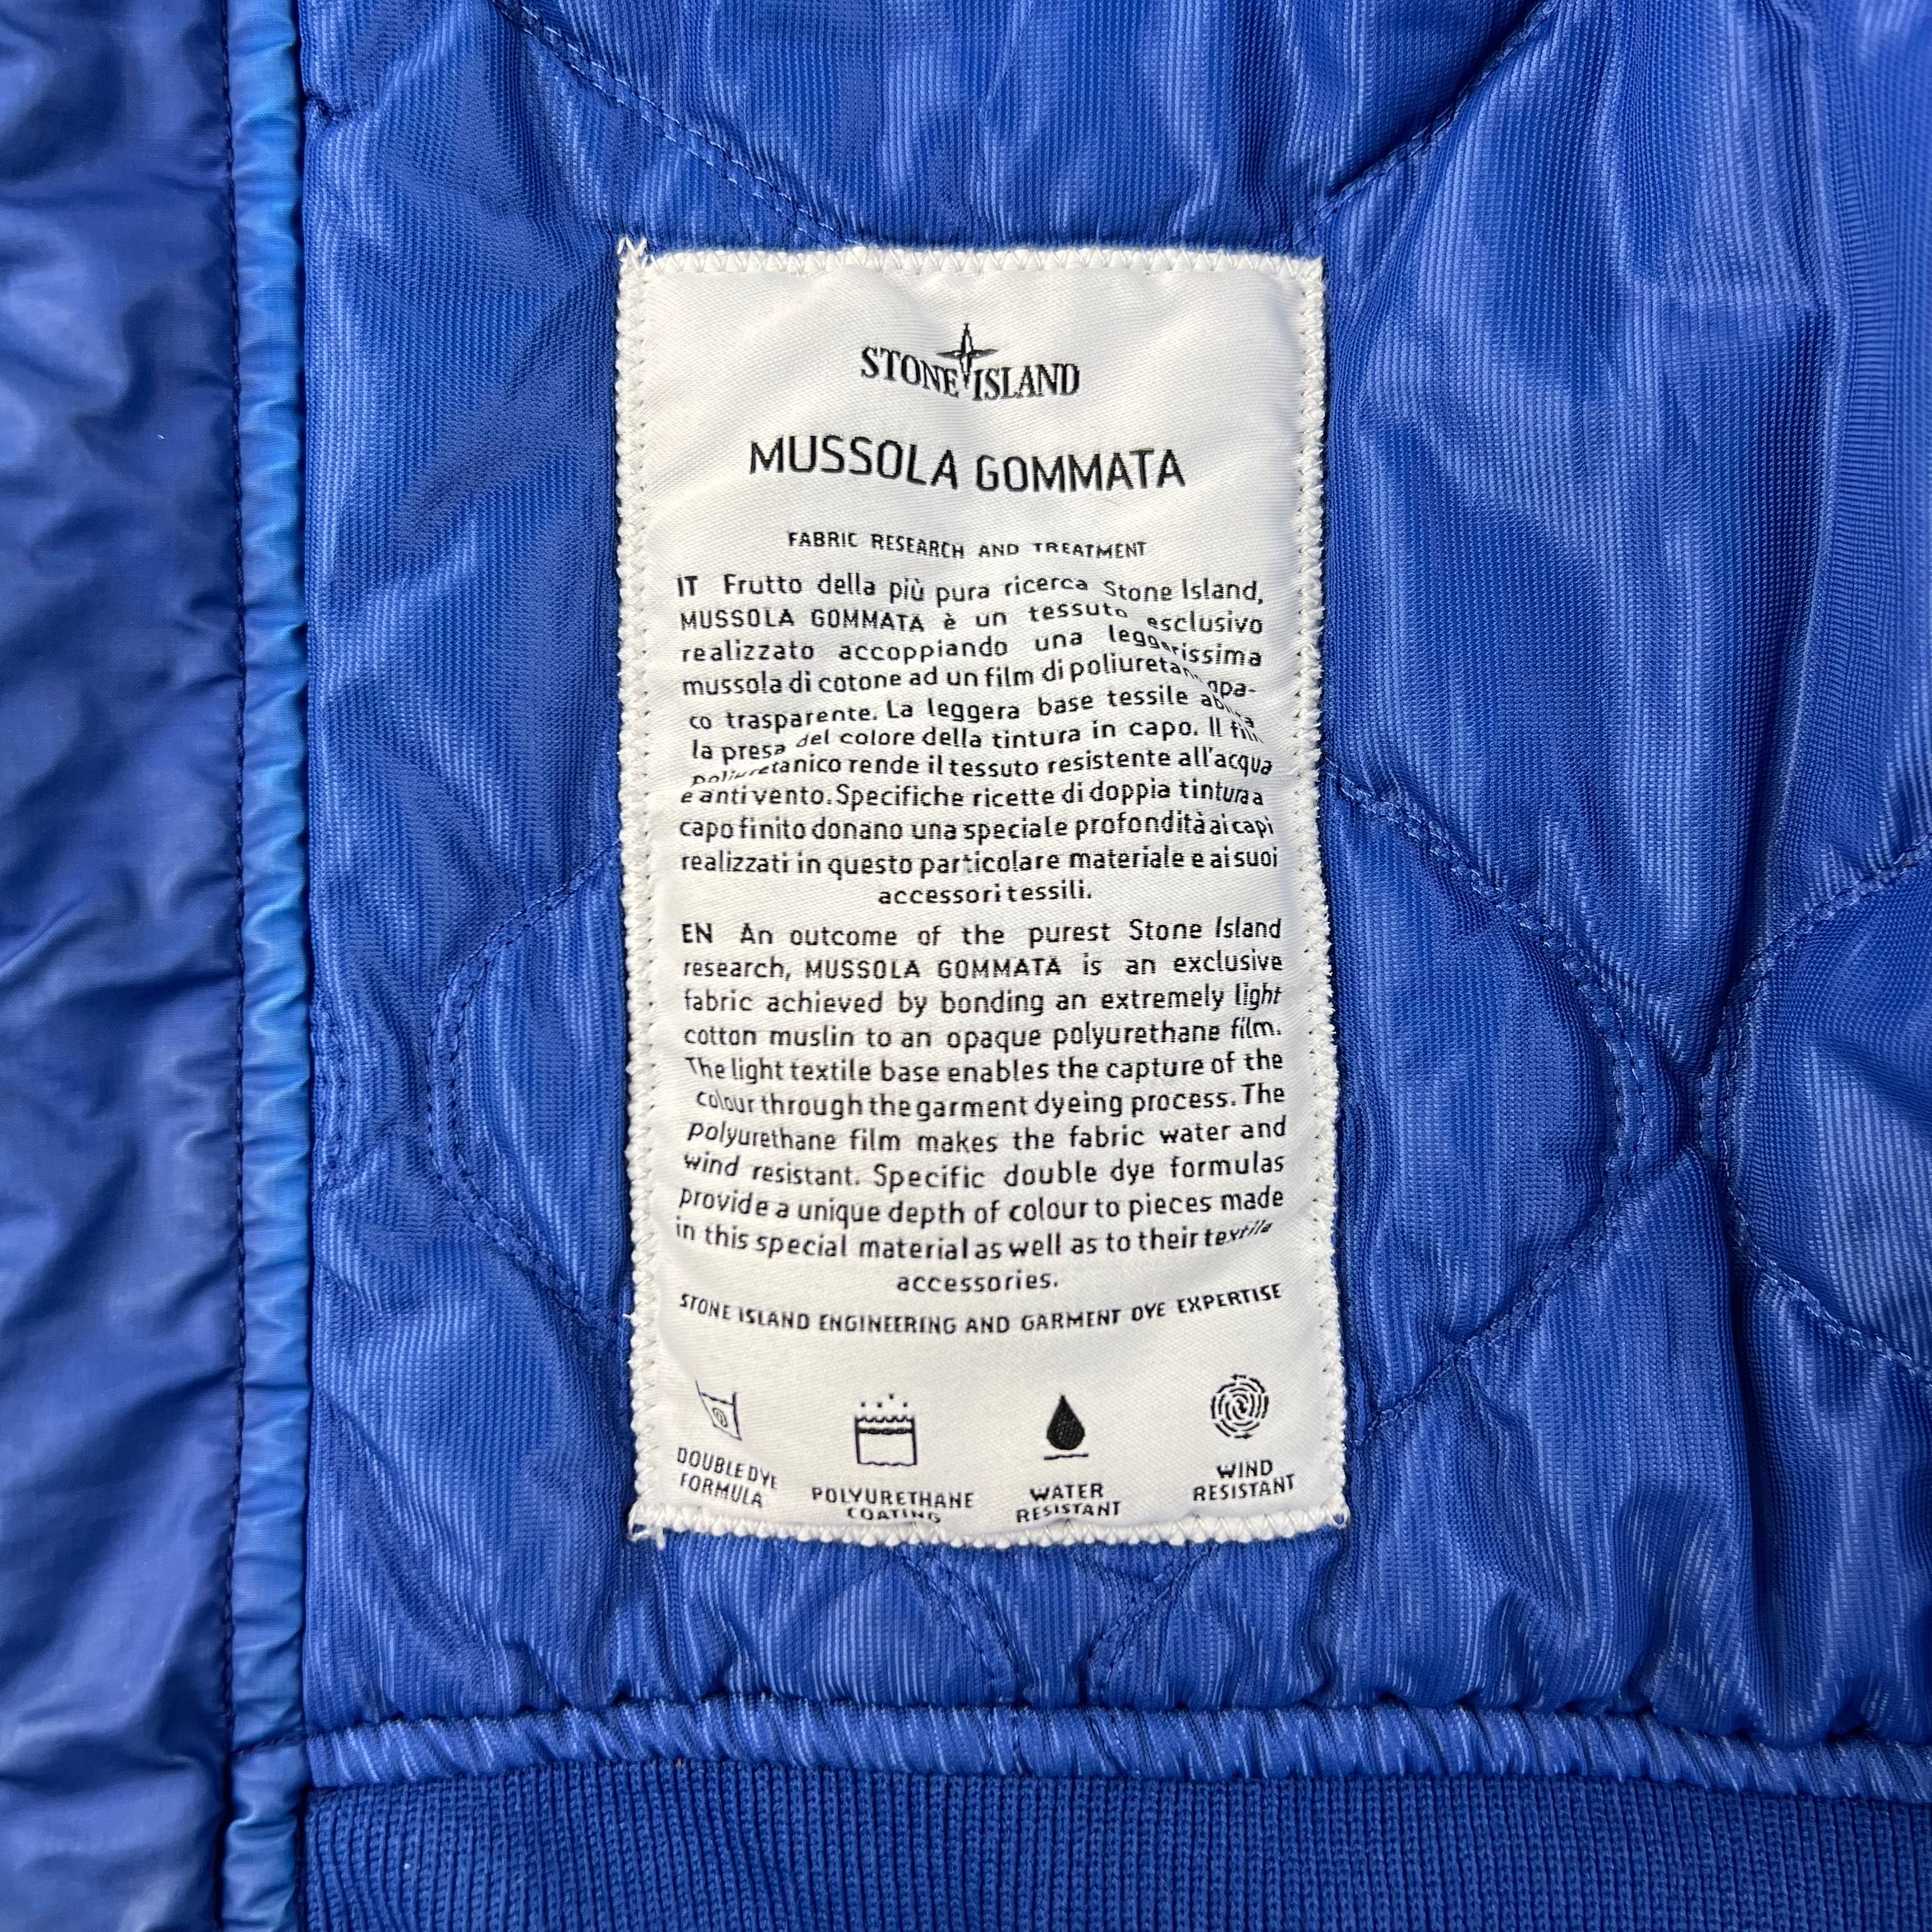 STONE ISLAND
MUSSOLA GOMMATA
FABRIC RESEARCH AND TREATMENT
IT Frutto della più pura ricerca Stone Island,
MUSSOLA GOMMATA è un tessuto esclusivo
realizzato accoppiando una leggerissima
mussola di cotone ad un film di poliuretano opa-
co trasparente. La leggera base tessile abilita
la presa del colore della tintura in capo. Il film
poliuretanico rende il tessuto resistente all'acqua
e anti vento. Specifiche ricette di doppia tintura a
capo finito donano una speciale profondità ai capi
realizzati in questo particolare materiale e ai suoi
accessori tessili.
EN An outcome of the purest Stone Island
research, MUSSOLA GOMMATA is an exclusive
fabric achieved by bonding an extremely light
cotton muslin to an opaque polyurethane film.
The light textile base enables the capture of the
colour through the garment dyeing process. The
polyurethane film makes the fabric water and
wind resistant. Specific double dye formulas
provide a unique depth of colour to pieces made
in this special material as well as to their textile
accessories.
STONE ISLAND ENGINEERING AND GARMENT DYE EXPERTISE
DOUBLE DYE
FORMULA
POLYURETHANE
COATING
WATER
RESISTANT
WIND
RESISTANT